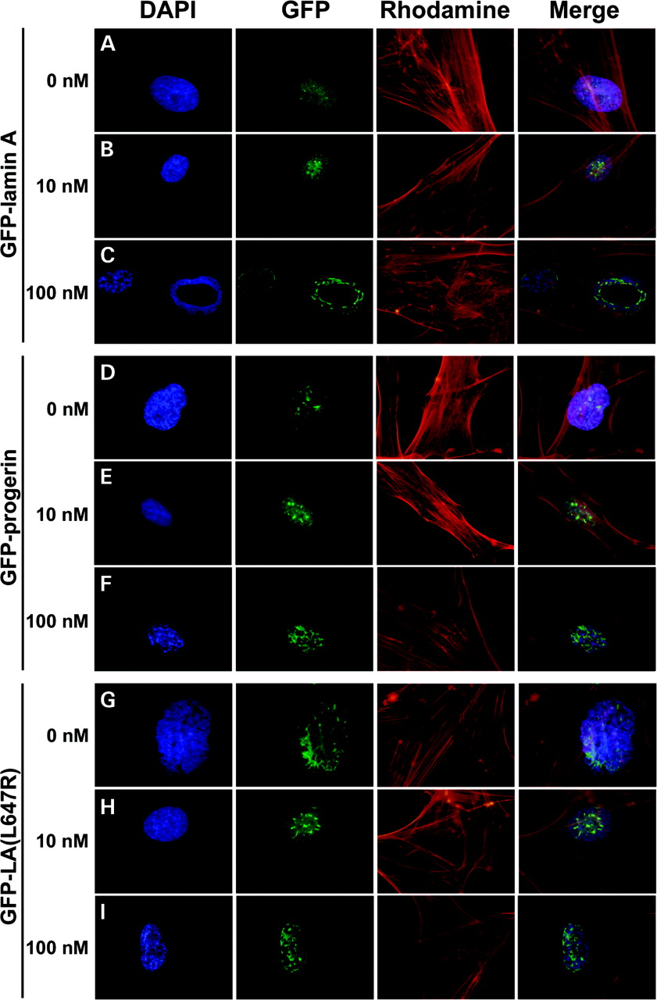 DAPI GFP Rhodamine Merge
GFP-lamin A
A
0 nM
B
10 nM
C
100 nM
GFP-progerin
D
0 nM
E
10 nM
F
100 nM
GFP-LA(L647R)
G
0 nM
H
10 nM
I
100 nM